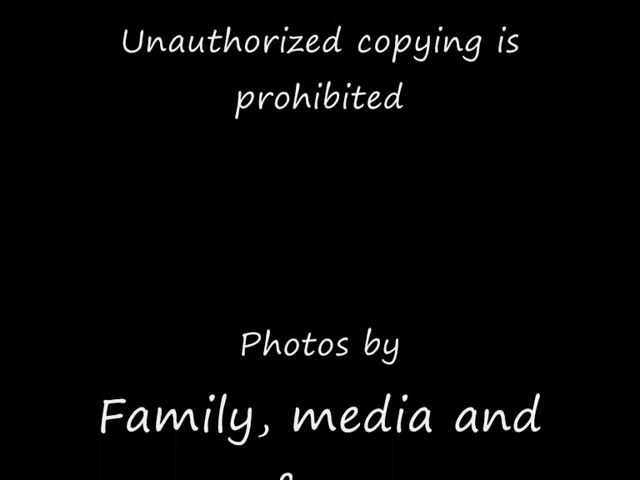 Unauthorized copying is
prohibited
Photos by
Family, media and